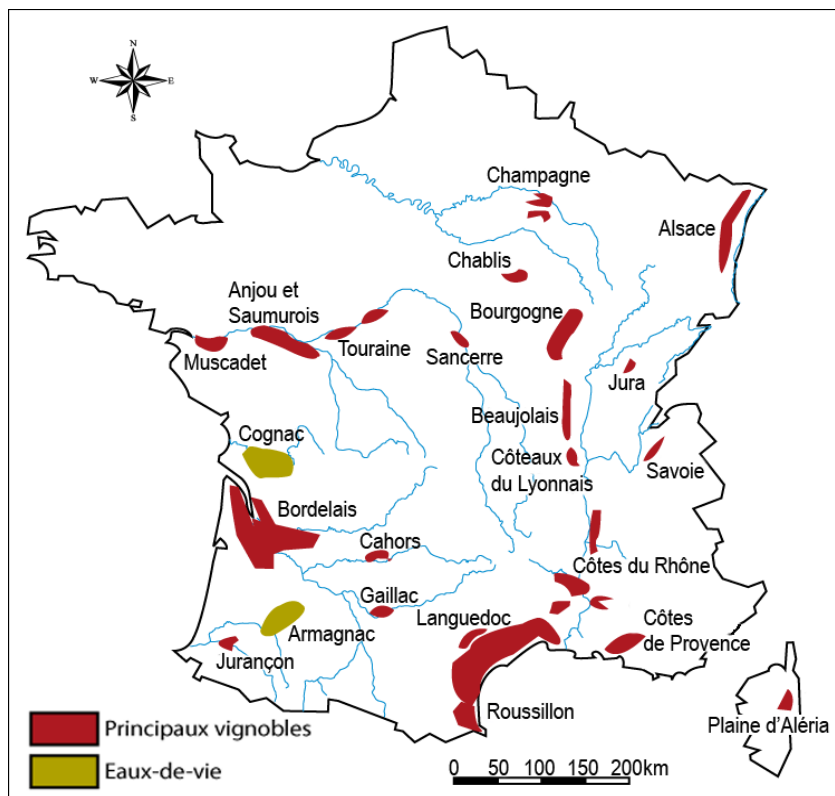 N
W E
S
Champagne
Alsace
Chablis
Anjou et
Saumurois
Bourgogne
Muscadet
Touraine
Sancerre
Jura
Beaujolais
Cognac
Côteaux
du Lyonnais
Savoie
Bordelais
Cahors
Côtes du Rhône
Gaillac
Languedoc
Côtes
de Provence
Armagnac
Jurançon
Roussillon
Plaine d'Aléria
Principaux vignobles
Eaux-de-vie
0 50 100 150 200km